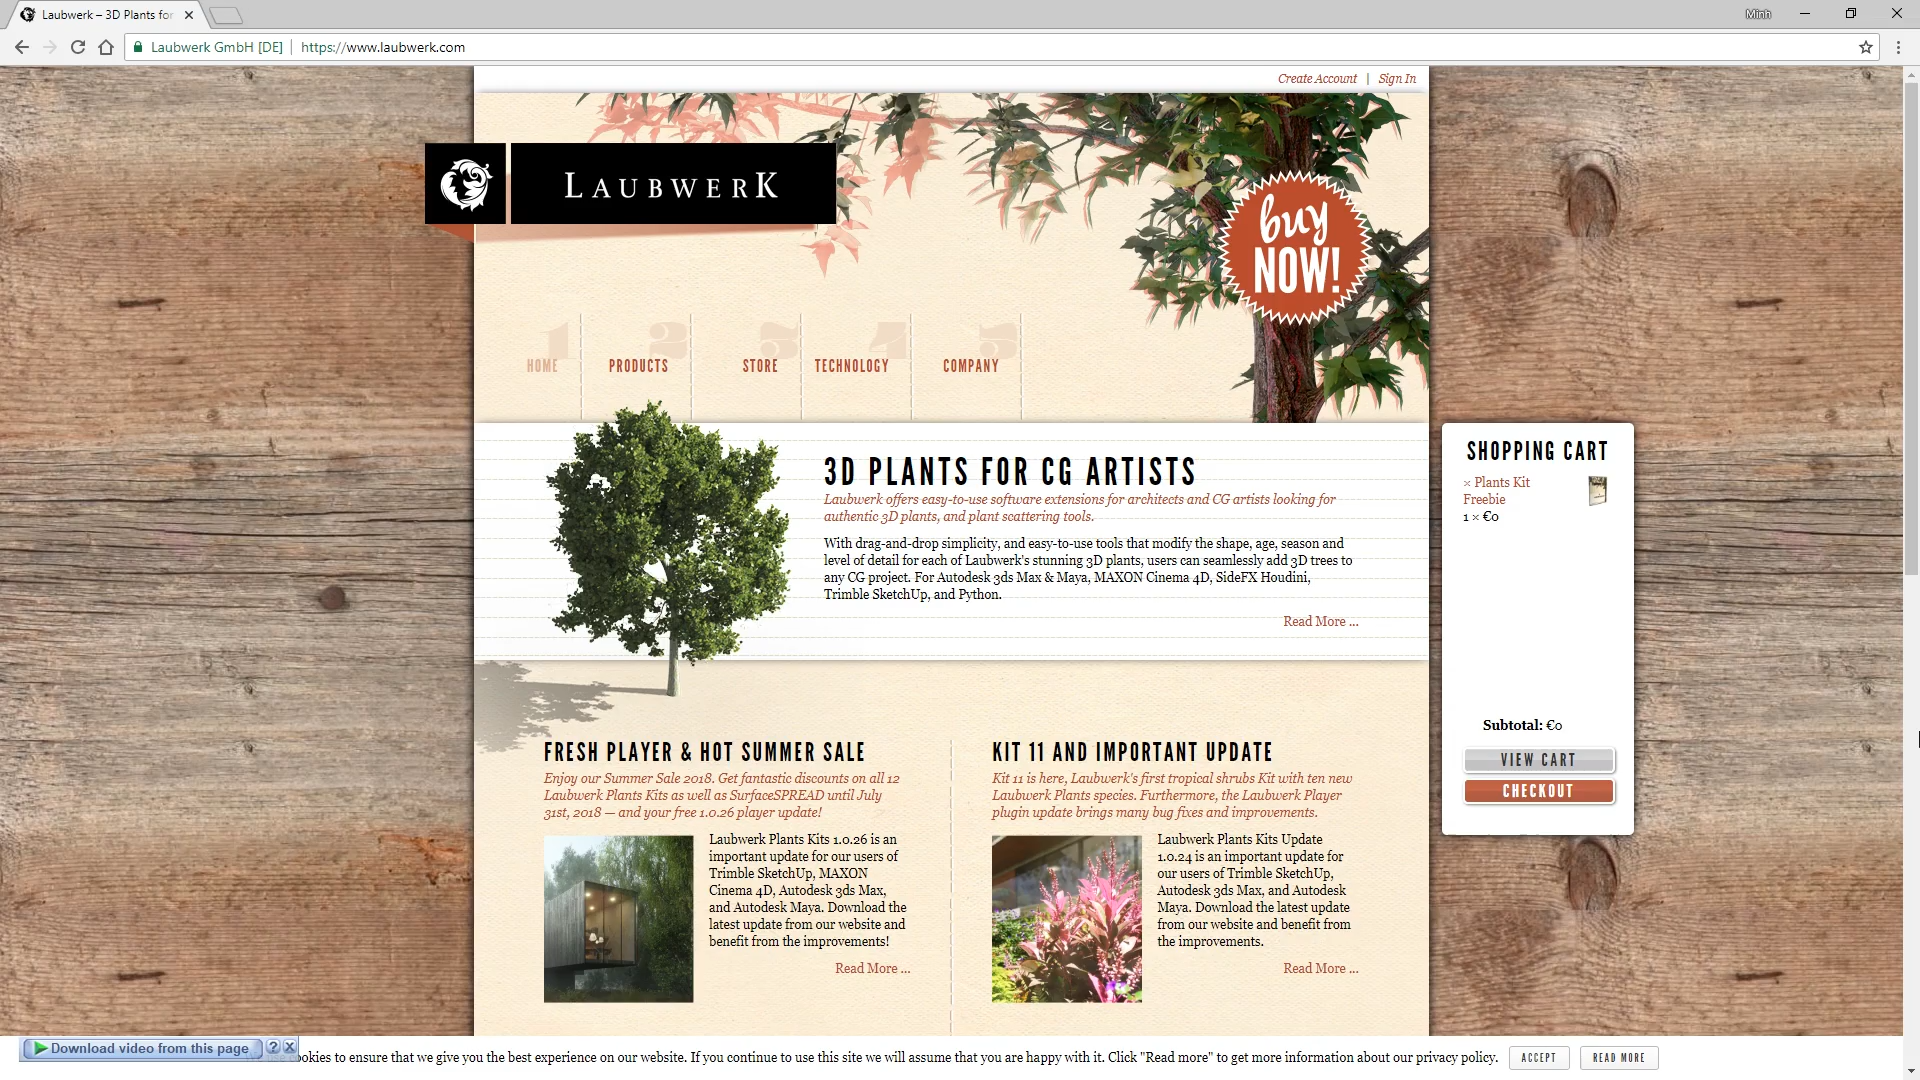 Laubwerk – 3D Plants for
Minh
Laubwerk GmbH [DE]
https://www.laubwerk.com
Create Account | Sign In
LAUBWERK
buy
NOW!
1
2
3
4
5
HOME
PRODUCTS
STORE
TECHNOLOGY
COMPANY
3D PLANTS FOR CG ARTISTS
Laubwerk offers easy-to-use software extensions for architects and CG artists looking for
authentic 3D plants, and plant scattering tools.
With drag-and-drop simplicity, and easy-to-use tools that modify the shape, age, season and
level of detail for each of Laubwerk's stunning 3D plants, users can seamlessly add 3D trees to
any CG project. For Autodesk 3ds Max & Maya, MAXON Cinema 4D, SideFX Houdini,
Trimble SketchUp, and Python.
Read More ...
SHOPPING CART
× Plants Kit
Freebie
1 × €0
Subtotal: €0
VIEW CART
CHECKOUT
FRESH PLAYER & HOT SUMMER SALE
Enjoy our Summer Sale 2018. Get fantastic discounts on all 12
Laubwerk Plants Kits as well as SurfaceSPREAD until July
31st, 2018 — and your free 1.0.26 player update!
Laubwerk Plants Kits 1.0.26 is an
important update for our users of
Trimble SketchUp, MAXON
Cinema 4D, Autodesk 3ds Max,
and Autodesk Maya. Download the
latest update from our website and
benefit from the improvements!
Read More ...
KIT 11 AND IMPORTANT UPDATE
Kit 11 is here, Laubwerk's first tropical shrubs Kit with ten new
Laubwerk Plants species. Furthermore, the Laubwerk Player
plugin update brings many bug fixes and improvements.
Laubwerk Plants Kits Update
1.0.24 is an important update for
our users of Trimble SketchUp,
Autodesk 3ds Max, and Autodesk
Maya. Download the latest update
from our website and benefit from
the improvements.
Read More ...
Download video from this page ? X
ookies to ensure that we give you the best experience on our website. If you continue to use this site we will assume that you are happy with it. Click "Read more" to get more information about our privacy policy.
ACCEPT
READ MORE